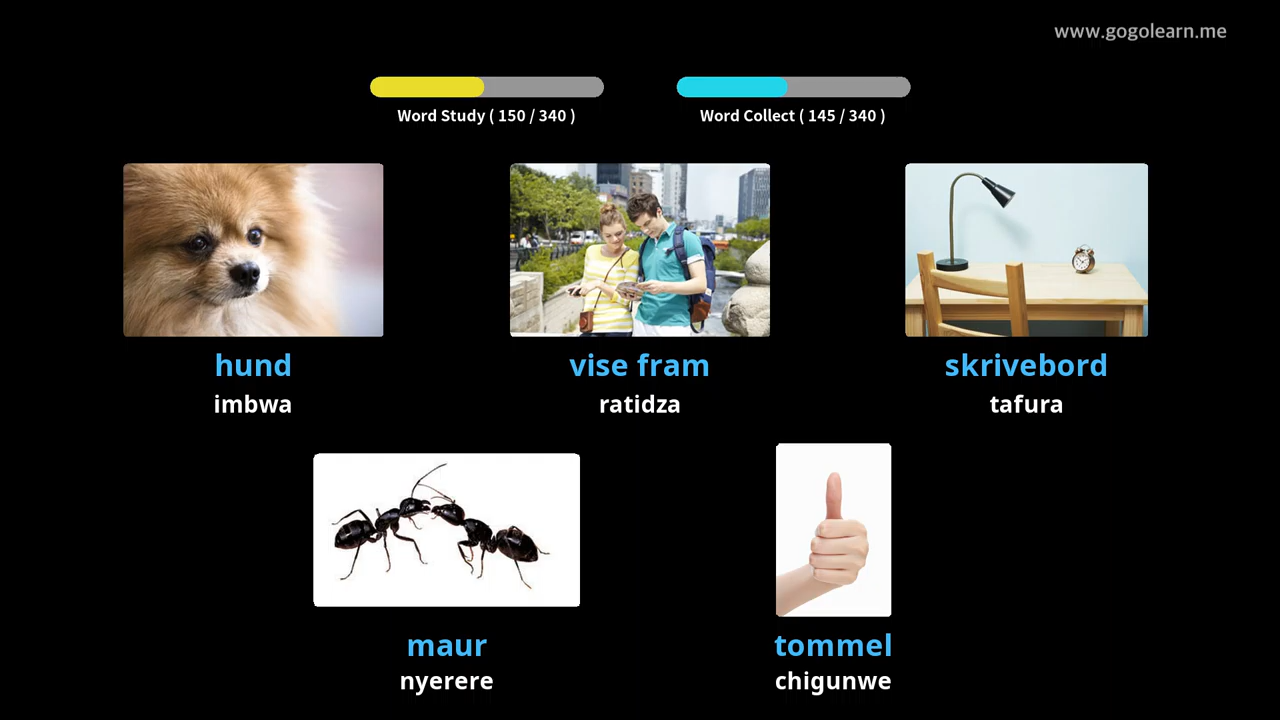 www.gogolearn.me
Word Study ( 150 / 340 )
Word Collect ( 145 / 340 )
hund
imbwa
vise fram
ratidza
skrivebord
tafura
maur
nyerere
tommel
chigunwe